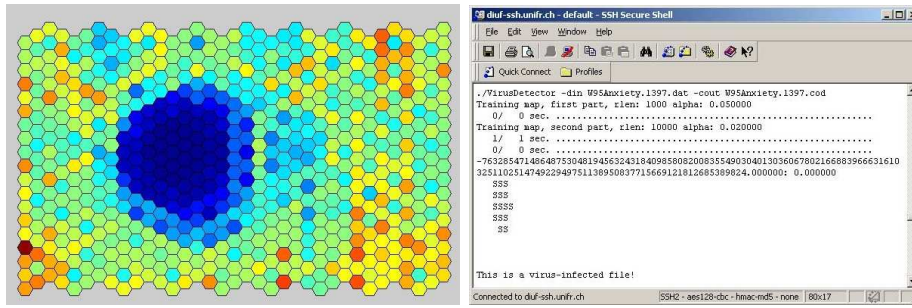 diuf-ssh.unifr.ch - default - SSH Secure Shell
File Edit View Window Help
Quick Connect Profiles
./VirusDetector -din W95Anxiety.1397.dat -cout W95Anxiety.1397.cod
Training map, first part, rlen: 1000 alpha: 0.050000
0/ 0 sec. ............................................................
Training map, second part, rlen: 10000 alpha: 0.020000
1/ 1 sec. ............................................................
0/ 0 sec. ............................................................
SSS
SSS
SSSS
SSS
SS
This is a virus-infected file!
Connected to diuf-ssh.unifr.ch SSH2 - aes128-cbc - hmac-md5 - none 80x17